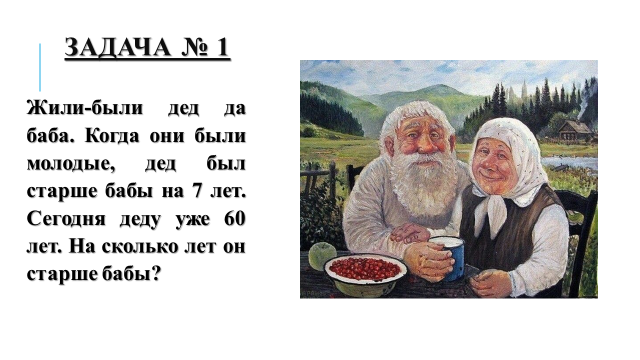 ЗАДАЧА № 1
Жили-были дед да
баба. Когда они были
молодые, дед был
старше бабы на 7 лет.
Сегодня деду уже 60
лет. На сколько лет он
старше бабы?